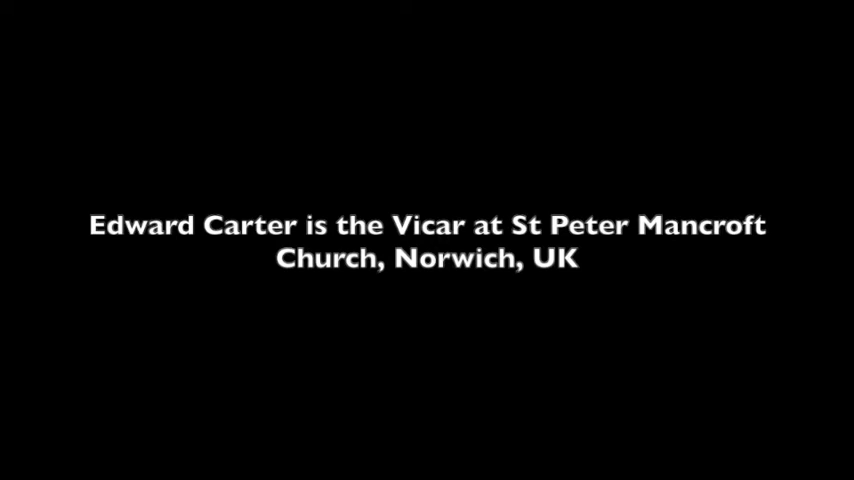 Edward Carter is the Vicar at St Peter Mancroft
Church, Norwich, UK